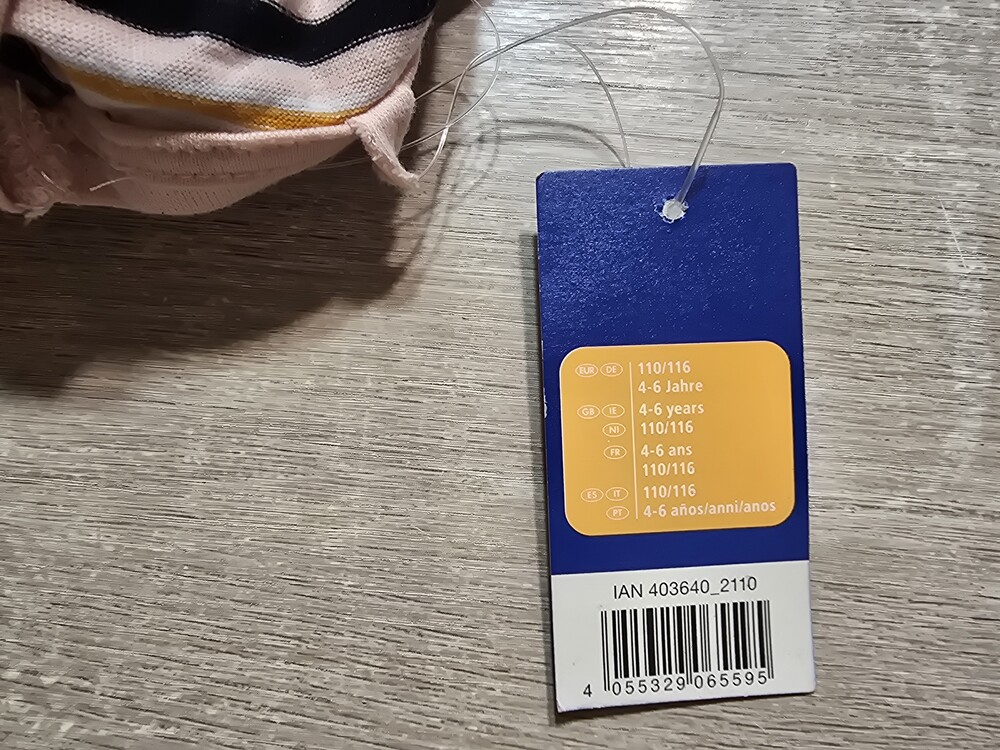 EUR DE 110/116
4-6 Jahre
GB IE 4-6 years
NI 110/116
FR 4-6 ans
110/116
ES IT 110/116
PT 4-6 años/anni/anos
IAN 403640_2110
4 055329 065595